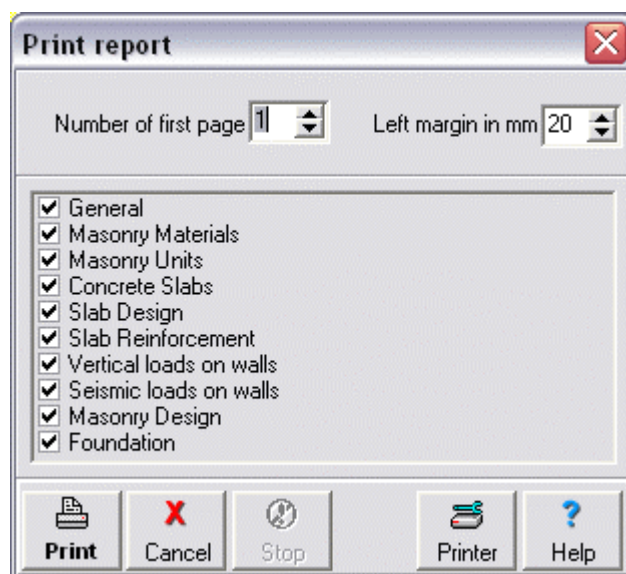 Print report
Number of first page 1 Left margin in mm 20
General
Masonry Materials
Masonry Units
Concrete Slabs
Slab Design
Slab Reinforcement
Vertical loads on walls
Seismic loads on walls
Masonry Design
Foundation
Print Cancel Stop Printer Help